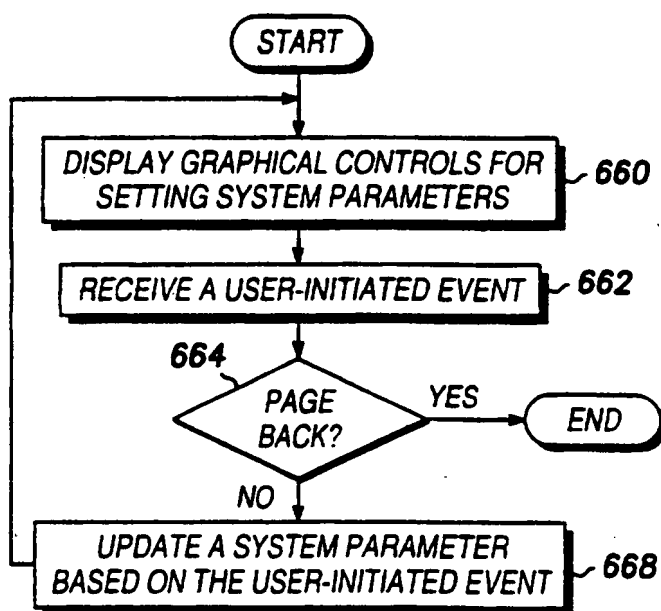 START
DISPLAY GRAPHICAL CONTROLS FOR
SETTING SYSTEM PARAMETERS
660
RECEIVE A USER-INITIATED EVENT
662
664
PAGE
BACK?
YES
END
NO
UPDATE A SYSTEM PARAMETER
BASED ON THE USER-INITIATED EVENT
668